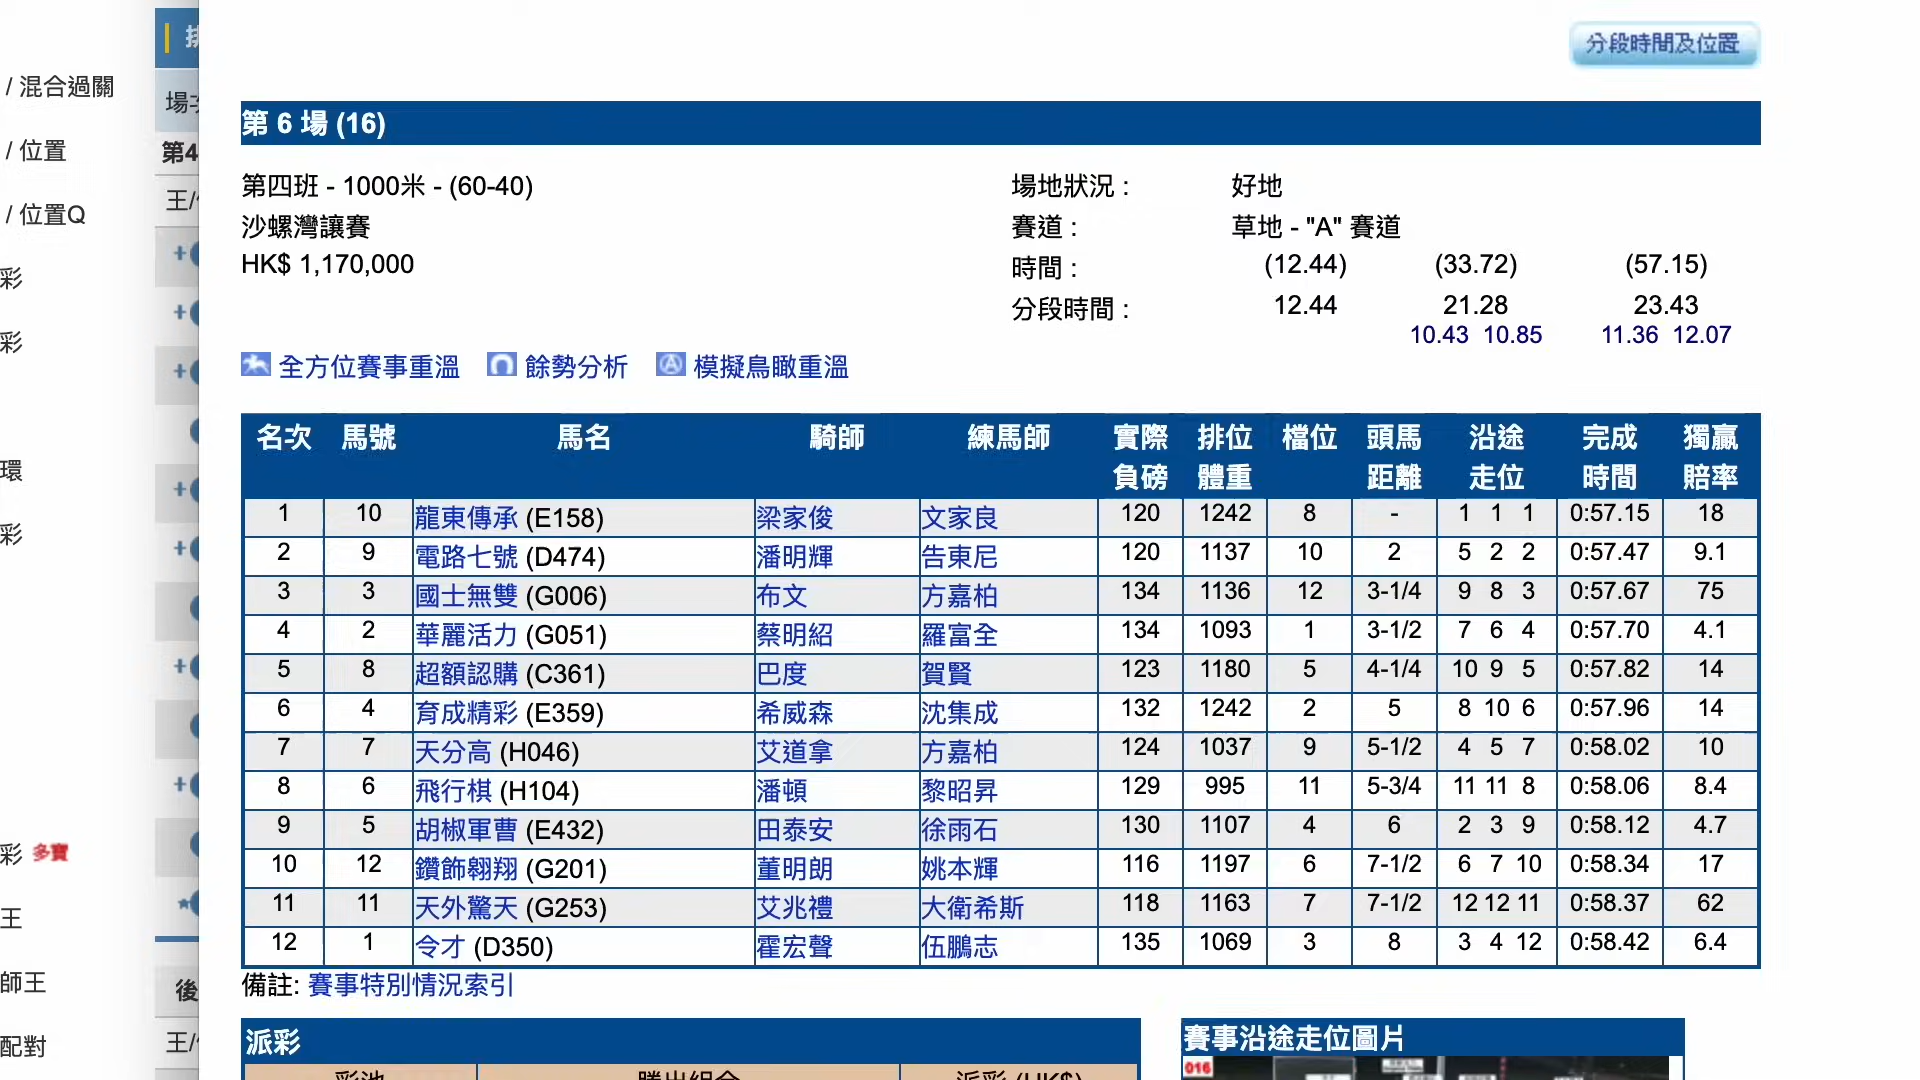 分段時間及位置
/ 混合過關
/ 位置
/ 位置Q
彩
彩
環
彩
彩 多寶
王
師王
配對
第4
王/
後
王/
第 6 場 (16)
第四班 - 1000米 - (60-40)
沙螺灣讓賽
HK$ 1,170,000
場地狀況 : 好地
賽道 : 草地 - "A" 賽道
時間 : (12.44) (33.72) (57.15)
分段時間 : 12.44 21.28 23.43
10.43 10.85 11.36 12.07
全方位賽事重溫 餘勢分析 模擬鳥瞰重溫
名次 馬號 馬名 騎師 練馬師 實際負磅 排位體重 檔位 頭馬距離 沿途走位 完成時間 獨贏賠率
1 10 龍東傳承 (E158) 梁家俊 文家良 120 1242 8 - 1 1 1 0:57.15 18
2 9 電路七號 (D474) 潘明輝 告東尼 120 1137 10 2 5 2 2 0:57.47 9.1
3 3 國士無雙 (G006) 布文 方嘉柏 134 1136 12 3-1/4 9 8 3 0:57.67 75
4 2 華麗活力 (G051) 蔡明紹 羅富全 134 1093 1 3-1/2 7 6 4 0:57.70 4.1
5 8 超額認購 (C361) 巴度 賀賢 123 1180 5 4-1/4 10 9 5 0:57.82 14
6 4 育成精彩 (E359) 希威森 沈集成 132 1242 2 5 8 10 6 0:57.96 14
7 7 天分高 (H046) 艾道拿 方嘉柏 124 1037 9 5-1/2 4 5 7 0:58.02 10
8 6 飛行棋 (H104) 潘頓 黎昭昇 129 995 11 5-3/4 11 11 8 0:58.06 8.4
9 5 胡椒軍曹 (E432) 田泰安 徐雨石 130 1107 4 6 2 3 9 0:58.12 4.7
10 12 鑽飾翱翔 (G201) 董明朗 姚本輝 116 1197 6 7-1/2 6 7 10 0:58.34 17
11 11 天外驚天 (G253) 艾兆禮 大衛希斯 118 1163 7 7-1/2 12 12 11 0:58.37 62
12 1 令才 (D350) 霍宏聲 伍鵬志 135 1069 3 8 3 4 12 0:58.42 6.4
備註: 賽事特別情況索引
派彩
彩池 勝出組合 派彩 (HK$)
賽事沿途走位圖片
016